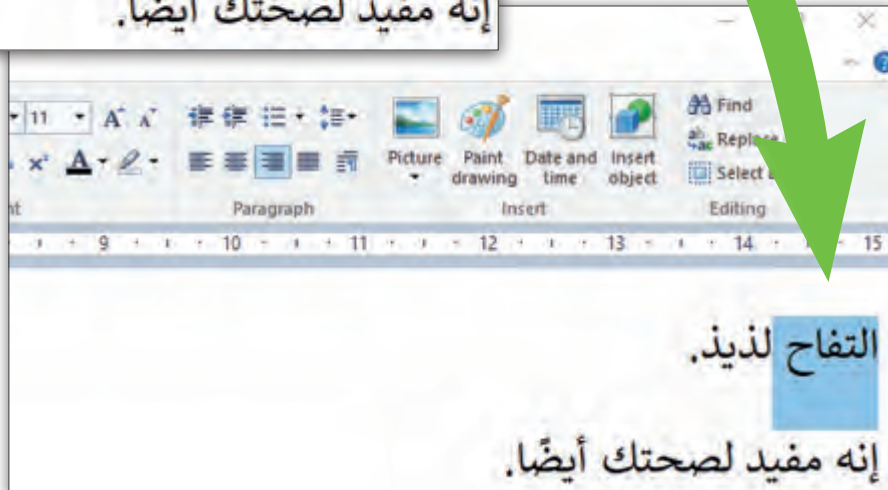 إنه مفيد لصحتك أيضًا.
11 A A
Find
Replace
Select
x² A
Picture Paint drawing Date and time Insert object
Paragraph Insert Editing
9 10 11 12 13 14 15
التفاح لذيذ.
إنه مفيد لصحتك أيضًا.